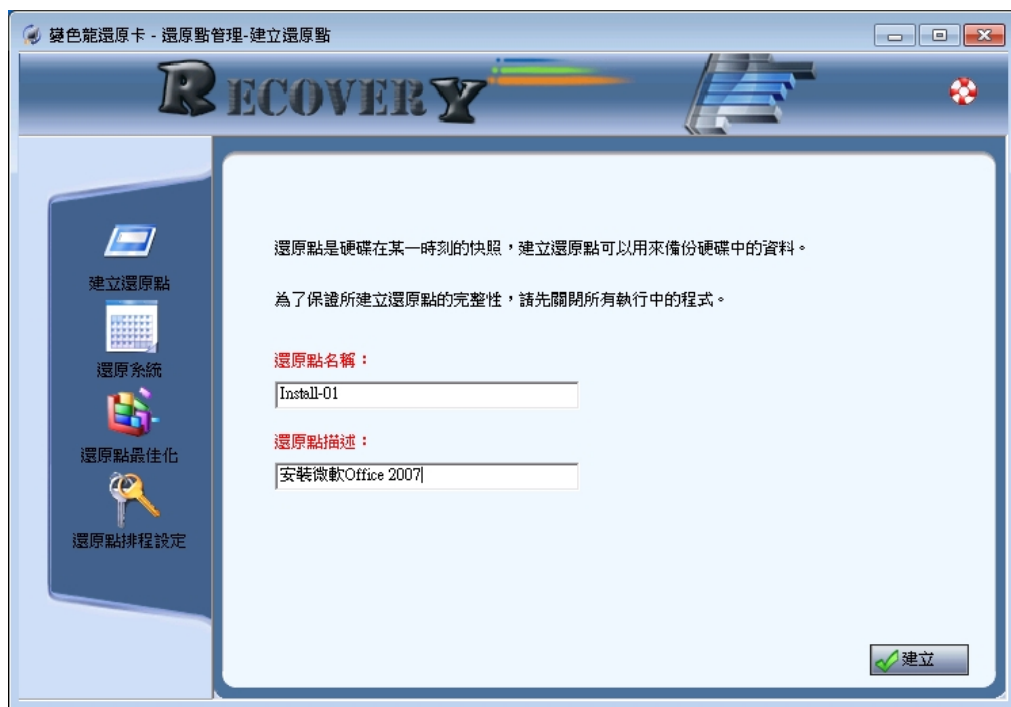 變色龍還原卡 - 還原點管理-建立還原點
RECOVERY
建立還原點
還原系統
還原點最佳化
還原點排程設定
還原點是硬碟在某一時刻的快照，建立還原點可以用來備份硬碟中的資料。
為了保證所建立還原點的完整性，請先關閉所有執行中的程式。
還原點名稱：
Install-01
還原點描述：
安裝微軟Office 2007
建立